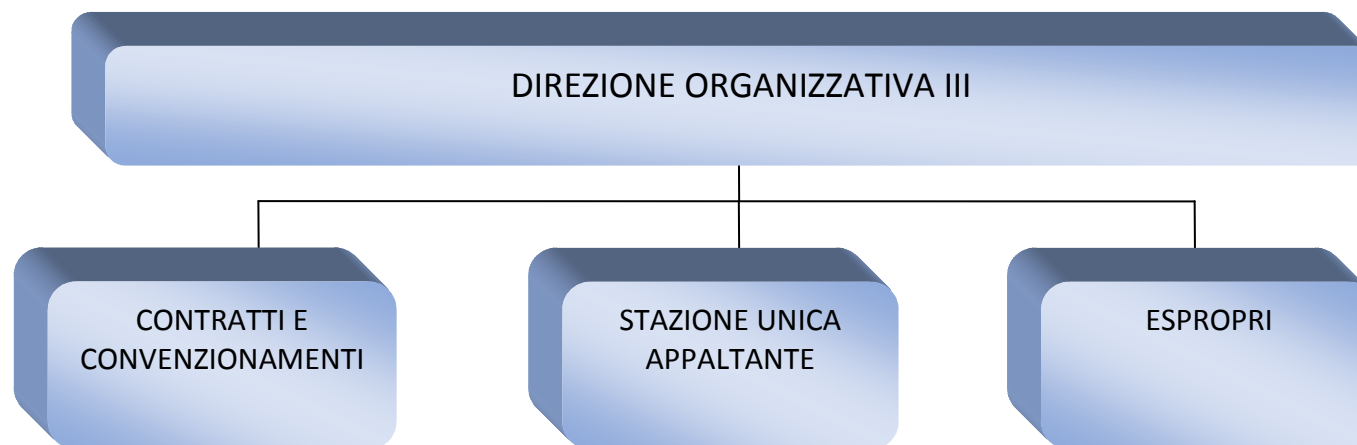 DIREZIONE ORGANIZZATIVA III
CONTRATTI E
CONVENZIONAMENTI
STAZIONE UNICA
APPALTANTE
ESPROPRI